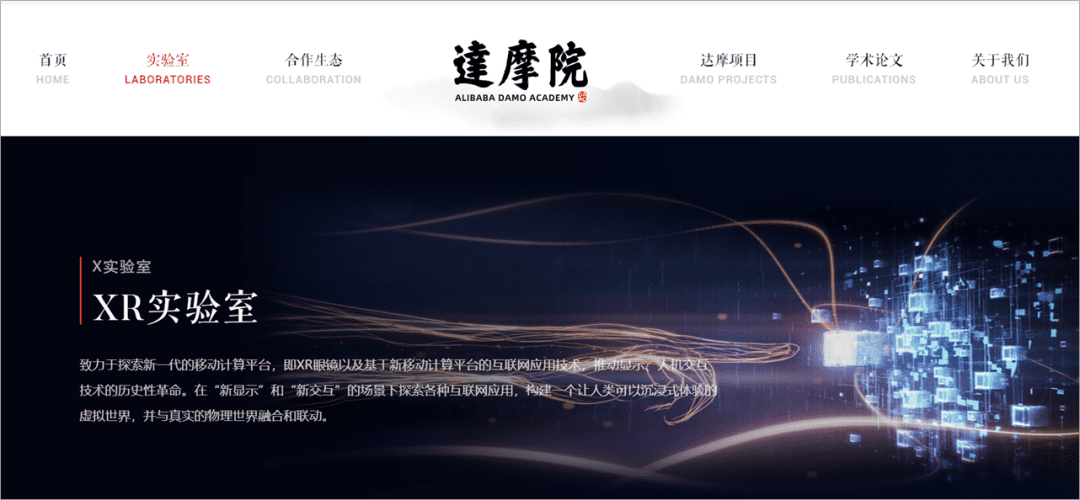 首页
HOME
实验室
LABORATORIES
合作生态
COLLABORATION
達摩院
ALIBABA DAMO ACADEMY
达摩项目
DAMO PROJECTS
学术论文
PUBLICATIONS
关于我们
ABOUT US
X实验室
XR实验室
致力于探索新一代的移动计算平台，即XR眼镜以及基于新移动计算平台的互联网应用技术，推动显示、人机交互
技术的历史性革命。在“新显示”和“新交互”的场景下探索各种互联网应用，构建一个让人类可以沉浸式体验的
虚拟世界，并与真实的物理世界融合和联动。